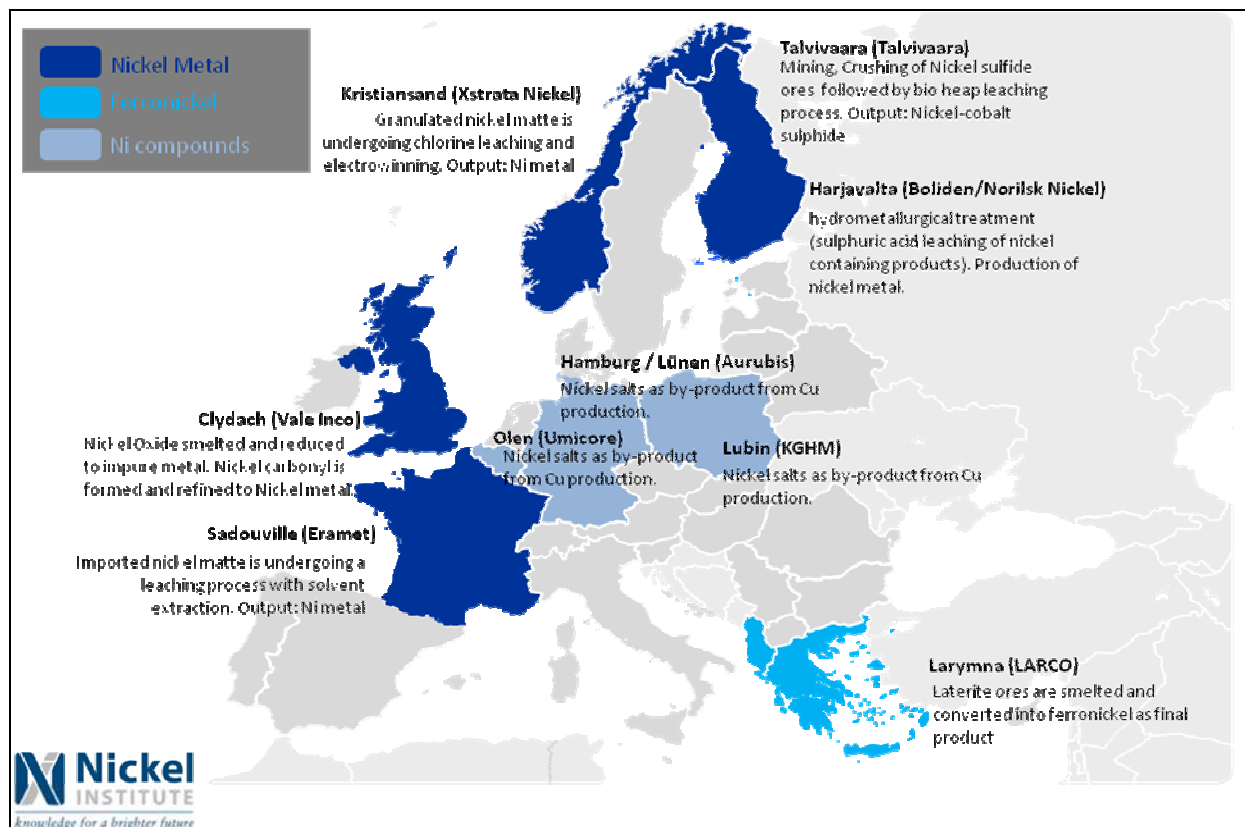 Nickel Metal
Ferronickel
Ni compounds
Talvivaara (Talvivaara)
Mining, Crushing of Nickel sulfide
ores followed by bio heap leaching
process. Output: Nickel-cobalt
sulphide
Kristiansand (Xstrata Nickel)
Granulated nickel matte is
undergoing chlorine leaching and
electrowinning. Output: Ni metal
Harjavalta (Boliden/Norilsk Nickel)
hydrometallurgical treatment
(sulphuric acid leaching of nickel
containing products). Production of
nickel metal.
Hamburg / Lünen (Aurubis)
Nickel salts as by-product from Cu
production.
Clydach (Vale Inco)
Nickel Oxide smelted and reduced
to impure metal. Nickel carbonyl is
formed and refined to Nickel metal
Olen (Umicore)
Nickel salts as by-product
from Cu production.
Lubin (KGHM)
Nickel salts as by-product from Cu
production.
Sadouville (Eramet)
Imported nickel matte is undergoing a
leaching process with solvent
extraction. Output: Ni metal
Larymna (LARCO)
Laterite ores are smelted and
converted into ferronickel as final
product
Nickel
INSTITUTE
knowledge for a brighter future